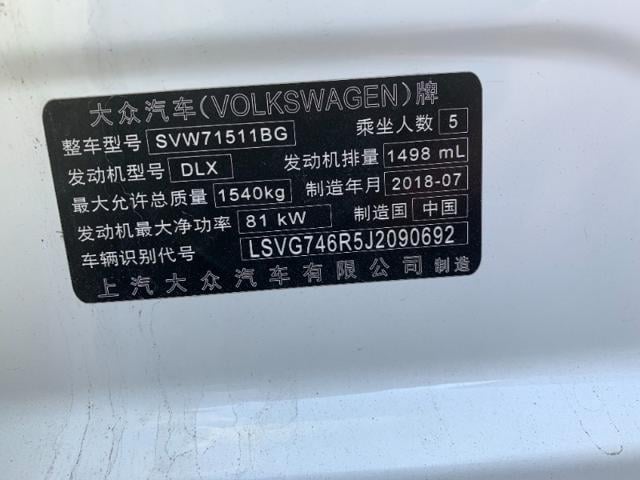 大众汽车(VOLKSWAGEN)牌
整车型号 SVW71511BG 乘坐人数 5
发动机型号 DLX 发动机排量 1498 mL
最大允许总质量 1540kg 制造年月 2018-07
发动机最大净功率 81 kW 制造国 中国
车辆识别代号 LSVG746R5J2090692
上汽大众汽车有限公司 制造